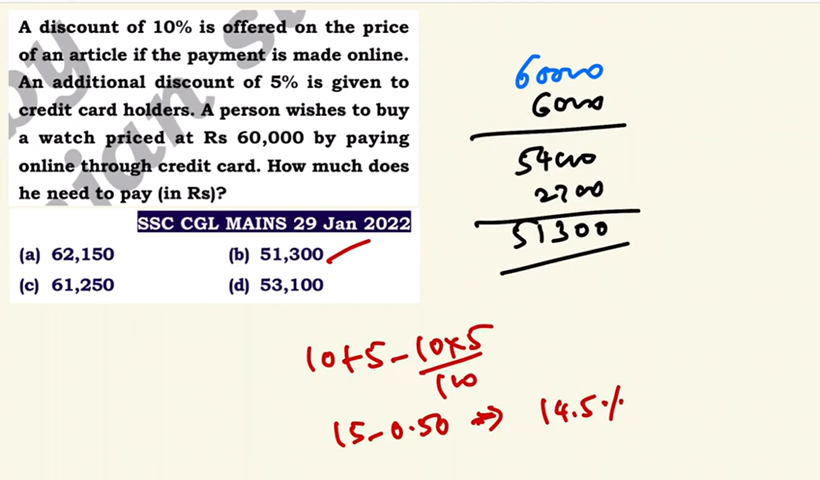 A discount of 10% is offered on the price
of an article if the payment is made online.
An additional discount of 5% is given to
credit card holders. A person wishes to buy
a watch priced at Rs 60,000 by paying
online through credit card. How much does
he need to pay (in Rs)?
SSC CGL MAINS 29 Jan 2022
(a) 62,150 (b) 51,300
(c) 61,250 (d) 53,100
60000
6000
54000
2700
51300
10+5-10×5
100
15-0.50 ⇒ 14.5%